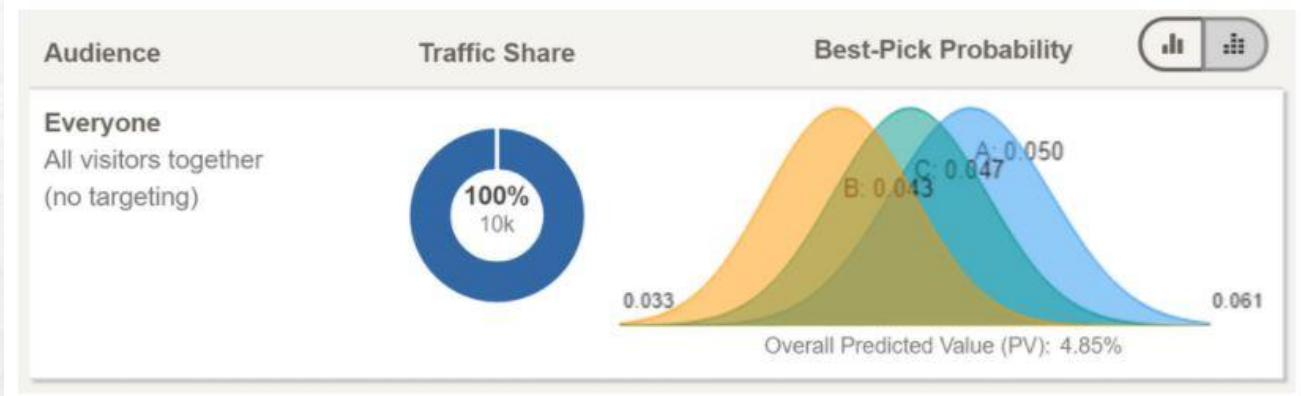 Audience Traffic Share Best-Pick Probability
Everyone
All visitors together
(no targeting)
100%
10k
A: 0.050
C: 0.047
B: 0.043
0.033 0.061
Overall Predicted Value (PV): 4.85%